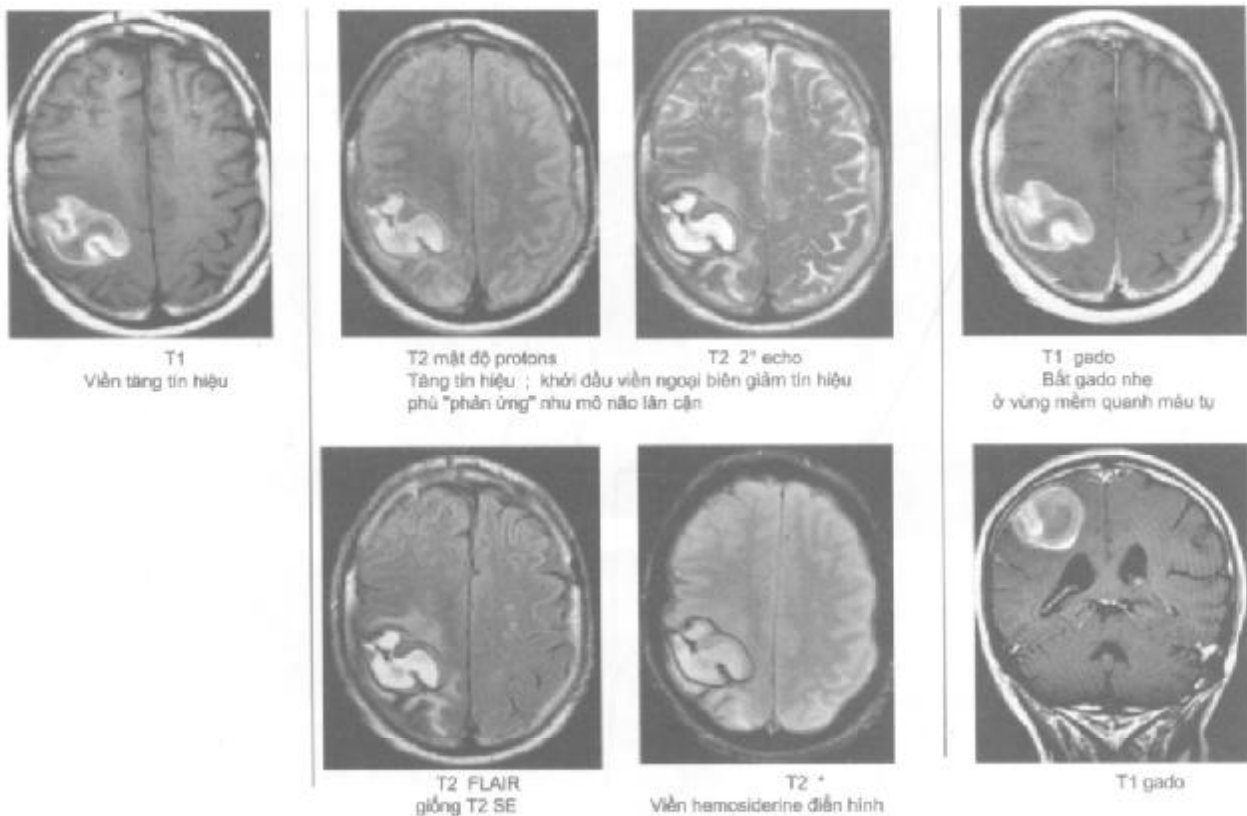 T1
Viền tăng tín hiệu
T2 mật độ protons
Tăng tín hiệu ; khởi đầu viền ngoại biên giảm tín hiệu
phù "phản ứng" nhu mô não lân cận
T2 2° echo
T1 gado
Bắt gado nhẹ
ở vùng mềm quanh máu tụ
T2 FLAIR
giống T2 SE
T2 *
Viền hemosiderine điển hình
T1 gado